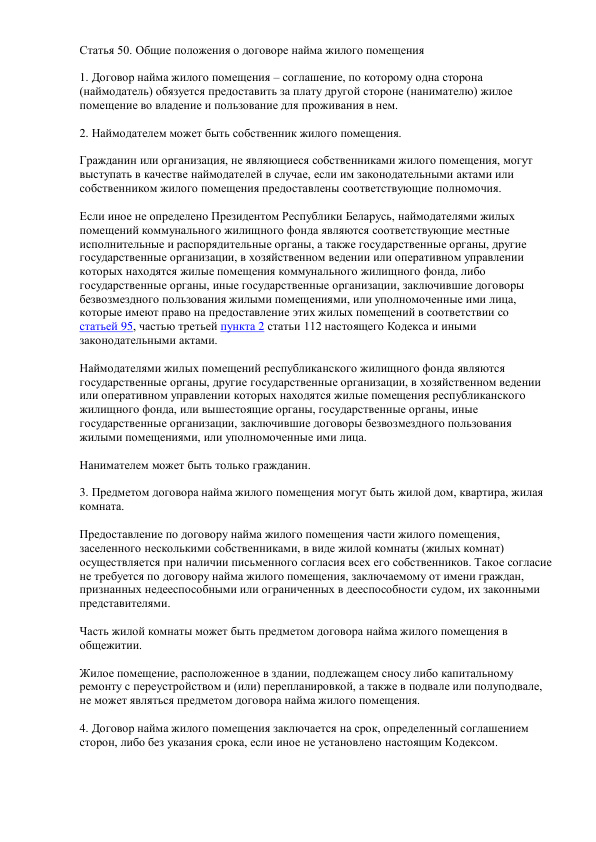 Статья 50. Общие положения о договоре найма жилого помещения
1. Договор найма жилого помещения – соглашение, по которому одна сторона
(наймодатель) обязуется предоставить за плату другой стороне (нанимателю) жилое
помещение во владение и пользование для проживания в нем.
2. Наймодателем может быть собственник жилого помещения.
Гражданин или организация, не являющиеся собственниками жилого помещения, могут
выступать в качестве наймодателей в случае, если им законодательными актами или
собственником жилого помещения предоставлены соответствующие полномочия.
Если иное не определено Президентом Республики Беларусь, наймодателями жилых
помещений коммунального жилищного фонда являются соответствующие местные
исполнительные и распорядительные органы, а также государственные органы, другие
государственные организации, в хозяйственном ведении или оперативном управлении
которых находятся жилые помещения коммунального жилищного фонда, либо
государственные органы, иные государственные организации, заключившие договоры
безвозмездного пользования жилыми помещениями, или уполномоченные ими лица,
которые имеют право на предоставление этих жилых помещений в соответствии со
статьей 95, частью третьей пункта 2 статьи 112 настоящего Кодекса и иными
законодательными актами.
Наймодателями жилых помещений республиканского жилищного фонда являются
государственные органы, другие государственные организации, в хозяйственном ведении
или оперативном управлении которых находятся жилые помещения республиканского
жилищного фонда, или вышестоящие органы, государственные органы, иные
государственные организации, заключившие договоры безвозмездного пользования
жилыми помещениями, или уполномоченные ими лица.
Нанимателем может быть только гражданин.
3. Предметом договора найма жилого помещения могут быть жилой дом, квартира, жилая
комната.
Предоставление по договору найма жилого помещения части жилого помещения,
заселенного несколькими собственниками, в виде жилой комнаты (жилых комнат)
осуществляется при наличии письменного согласия всех его собственников. Такое согласие
не требуется по договору найма жилого помещения, заключаемому от имени граждан,
признанных недееспособными или ограниченных в дееспособности судом, их законными
представителями.
Часть жилой комнаты может быть предметом договора найма жилого помещения в
общежитии.
Жилое помещение, расположенное в здании, подлежащем сносу либо капитальному
ремонту с переустройством и (или) перепланировкой, а также в подвале или полуподвале,
не может являться предметом договора найма жилого помещения.
4. Договор найма жилого помещения заключается на срок, определенный соглашением
сторон, либо без указания срока, если иное не установлено настоящим Кодексом.